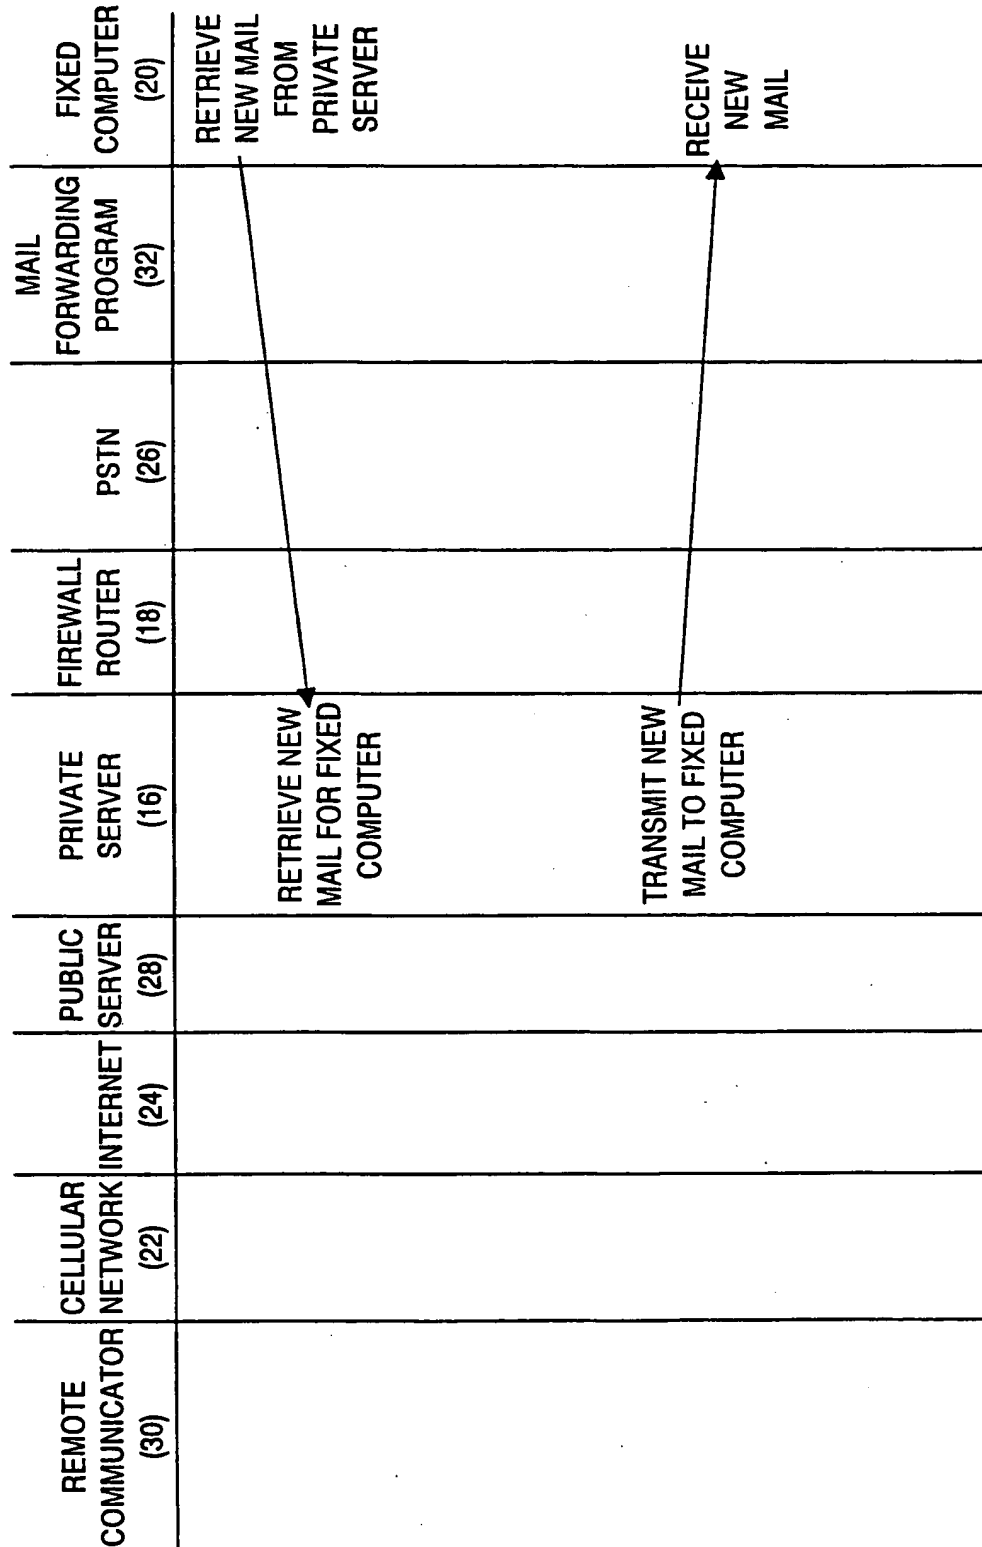 REMOTE
COMMUNICATOR
(30)
CELLULAR
NETWORK
(22)
INTERNET
(24)
PUBLIC
SERVER
(28)
PRIVATE
SERVER
(16)
FIREWALL
ROUTER
(18)
PSTN
(26)
MAIL
FORWARDING
PROGRAM
(32)
FIXED
COMPUTER
(20)
RETRIEVE
NEW MAIL
FROM
PRIVATE
SERVER
RETRIEVE NEW
MAIL FOR FIXED
COMPUTER
TRANSMIT NEW
MAIL TO FIXED
COMPUTER
RECEIVE
NEW
MAIL